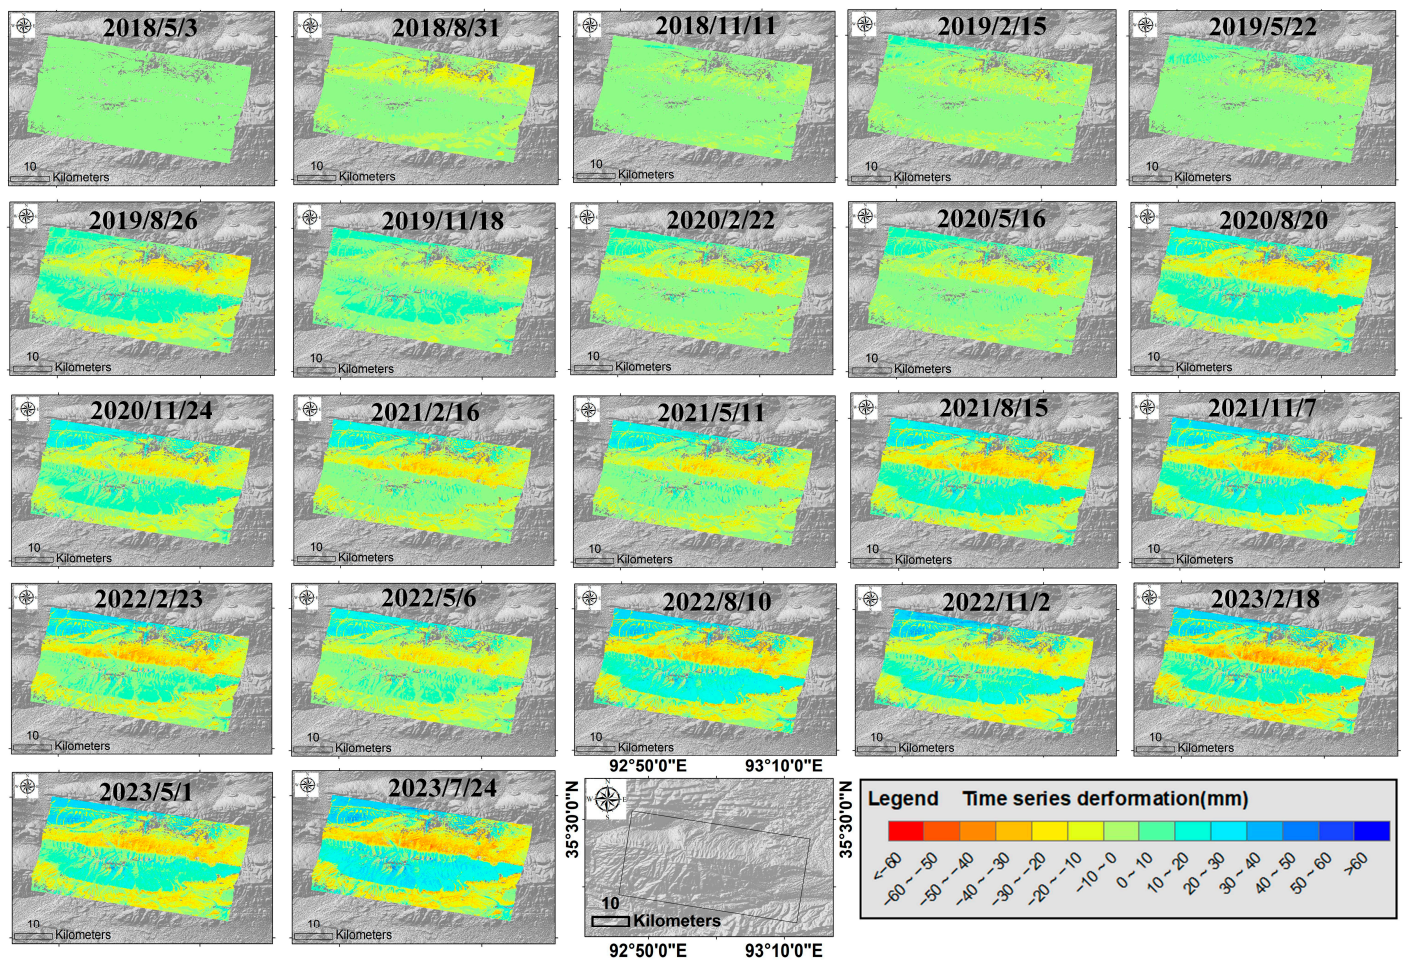 2018/5/3
2018/8/31
2018/11/11
2019/2/15
2019/5/22
10
Kilometers
10
Kilometers
10
Kilometers
10
Kilometers
10
Kilometers
2019/8/26
2019/11/18
2020/2/22
2020/5/16
2020/8/20
10
Kilometers
10
Kilometers
10
Kilometers
10
Kilometers
10
Kilometers
2020/11/24
2021/2/16
2021/5/11
2021/8/15
2021/11/7
10
Kilometers
10
Kilometers
10
Kilometers
10
Kilometers
10
Kilometers
2022/2/23
2022/5/6
2022/8/10
2022/11/2
2023/2/18
10
Kilometers
10
Kilometers
10
Kilometers
10
Kilometers
10
Kilometers
2023/5/1
2023/7/24
10
Kilometers
10
Kilometers
92°50'0"E 93°10'0"E
35°30'0"N
N
W E
S
35°30'0"N
10
Kilometers
92°50'0"E 93°10'0"E
Legend Time series derformation(mm)
<-60
-60 ~ -50
-50 ~ -40
-40 ~ -30
-30 ~ -20
-20 ~ -10
-10 ~ 0
0 ~ 10
10 ~ 20
20 ~ 30
30 ~ 40
40 ~ 50
50 ~ 60
>60